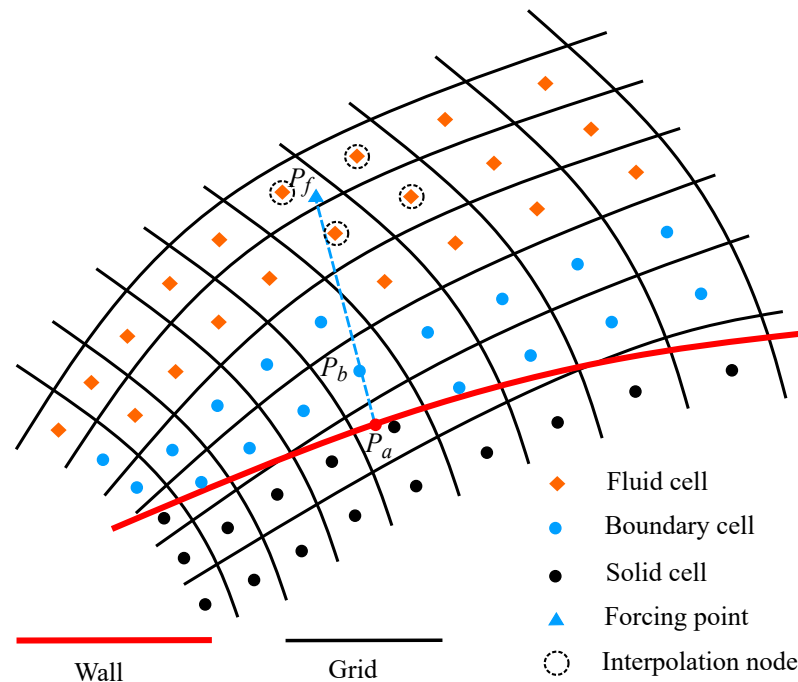 P_f
P_b
P_a
Fluid cell
Boundary cell
Solid cell
Forcing point
Interpolation node
Wall
Grid